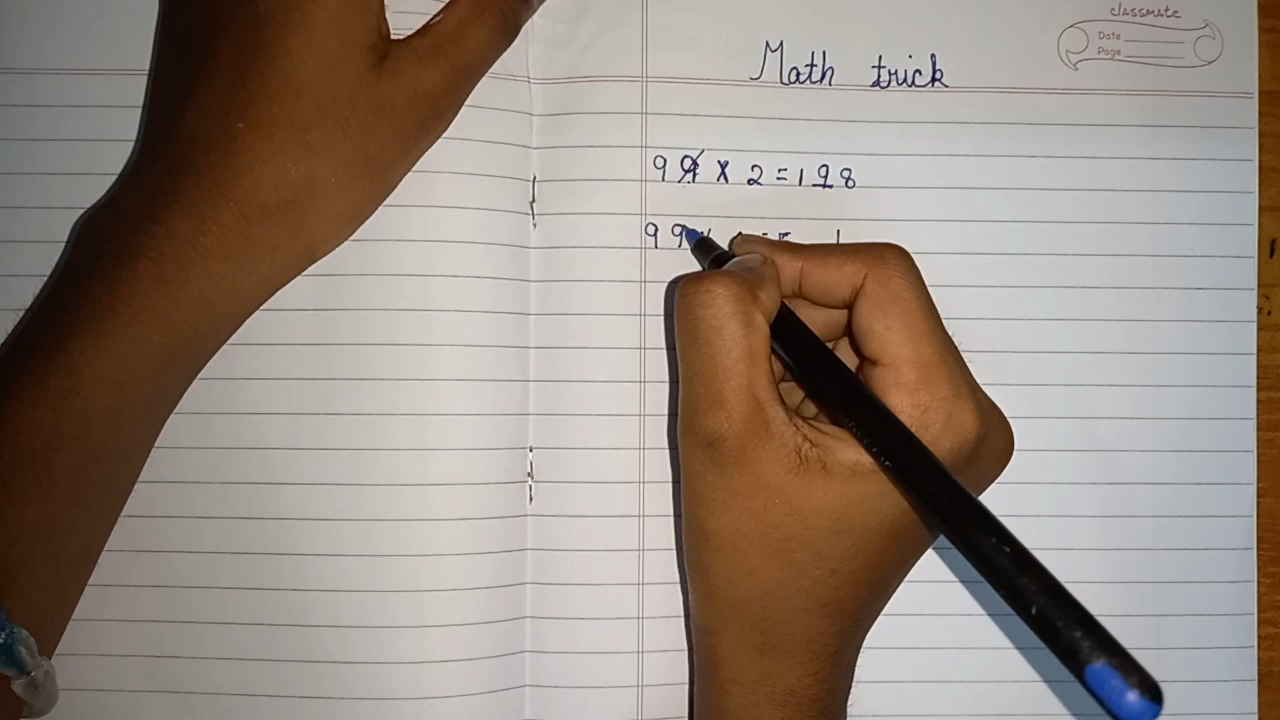 classmate
Date
Page
Math trick
99 x 2 = 198
99